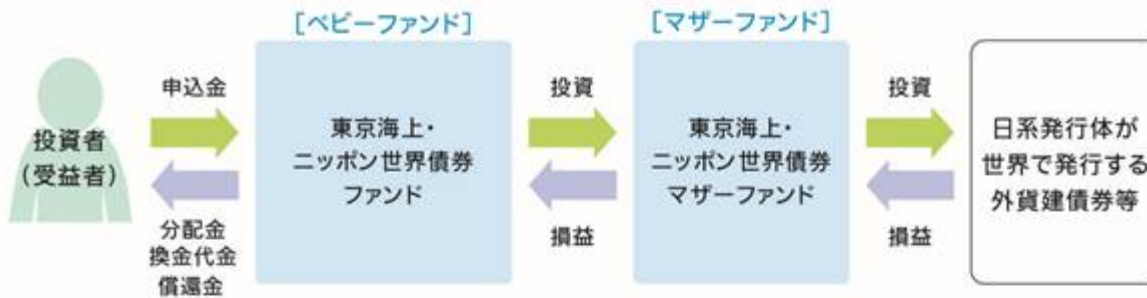 [ベビーファンド]
[マザーファンド]
投資者
(受益者)
申込金
分配金
換金代金
償還金
東京海上・
ニッポン世界債券
ファンド
投資
損益
東京海上・
ニッポン世界債券
マザーファンド
投資
損益
日系発行体が
世界で発行する
外貨建債券等